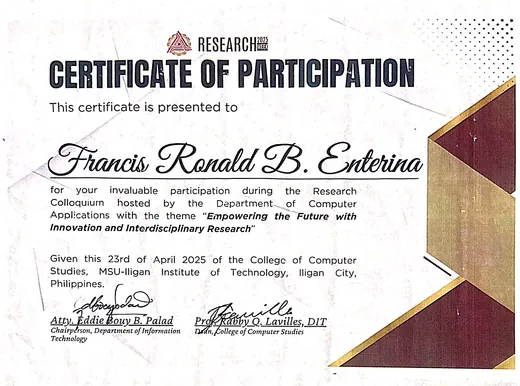 RESEARCH 2025 WEEK
CERTIFICATE OF PARTICIPATION
This certificate is presented to
Francis Ronald B. Enterina
for your invaluable participation during the Research
Colloquium hosted by the Department of Computer
Applications with the theme “Empowering the Future with
Innovation and Interdisciplinary Research”
Given this 23rd of April 2025 of the College of Computer
Studies, MSU-Iligan Institute of Technology, Iligan City,
Philippines.
Atty. Eddie Bouy B. Palad
Chairperson, Department of Information
Technology
Prof. Rabby Q. Lavilles, DIT
Dean, College of Computer Studies